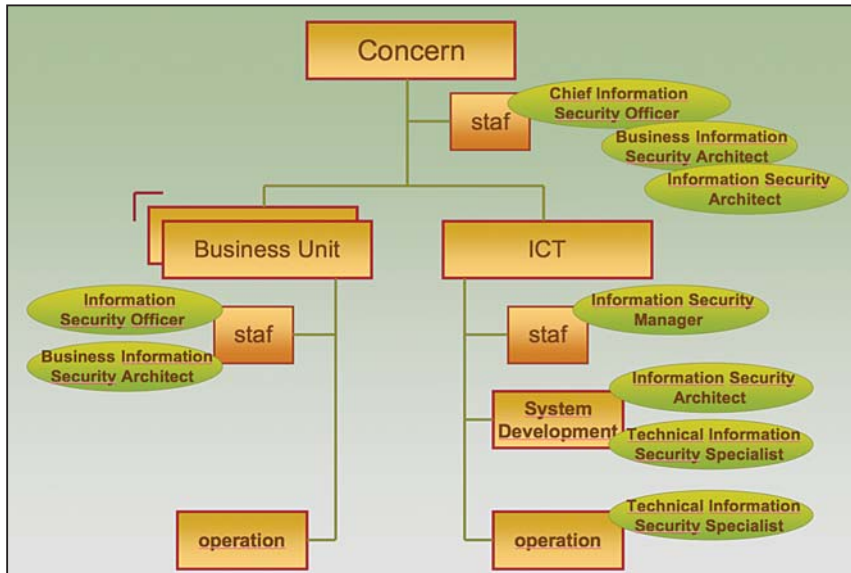 Concern
staf
Chief Information
Security Officer
Business Information
Security Architect
Information Security
Architect
Business Unit
ICT
Information
Security Officer
staf
Business Information
Security Architect
staf
Information Security
Manager
System
Development
Information Security
Architect
Technical Information
Security Specialist
operation
operation
Technical Information
Security Specialist